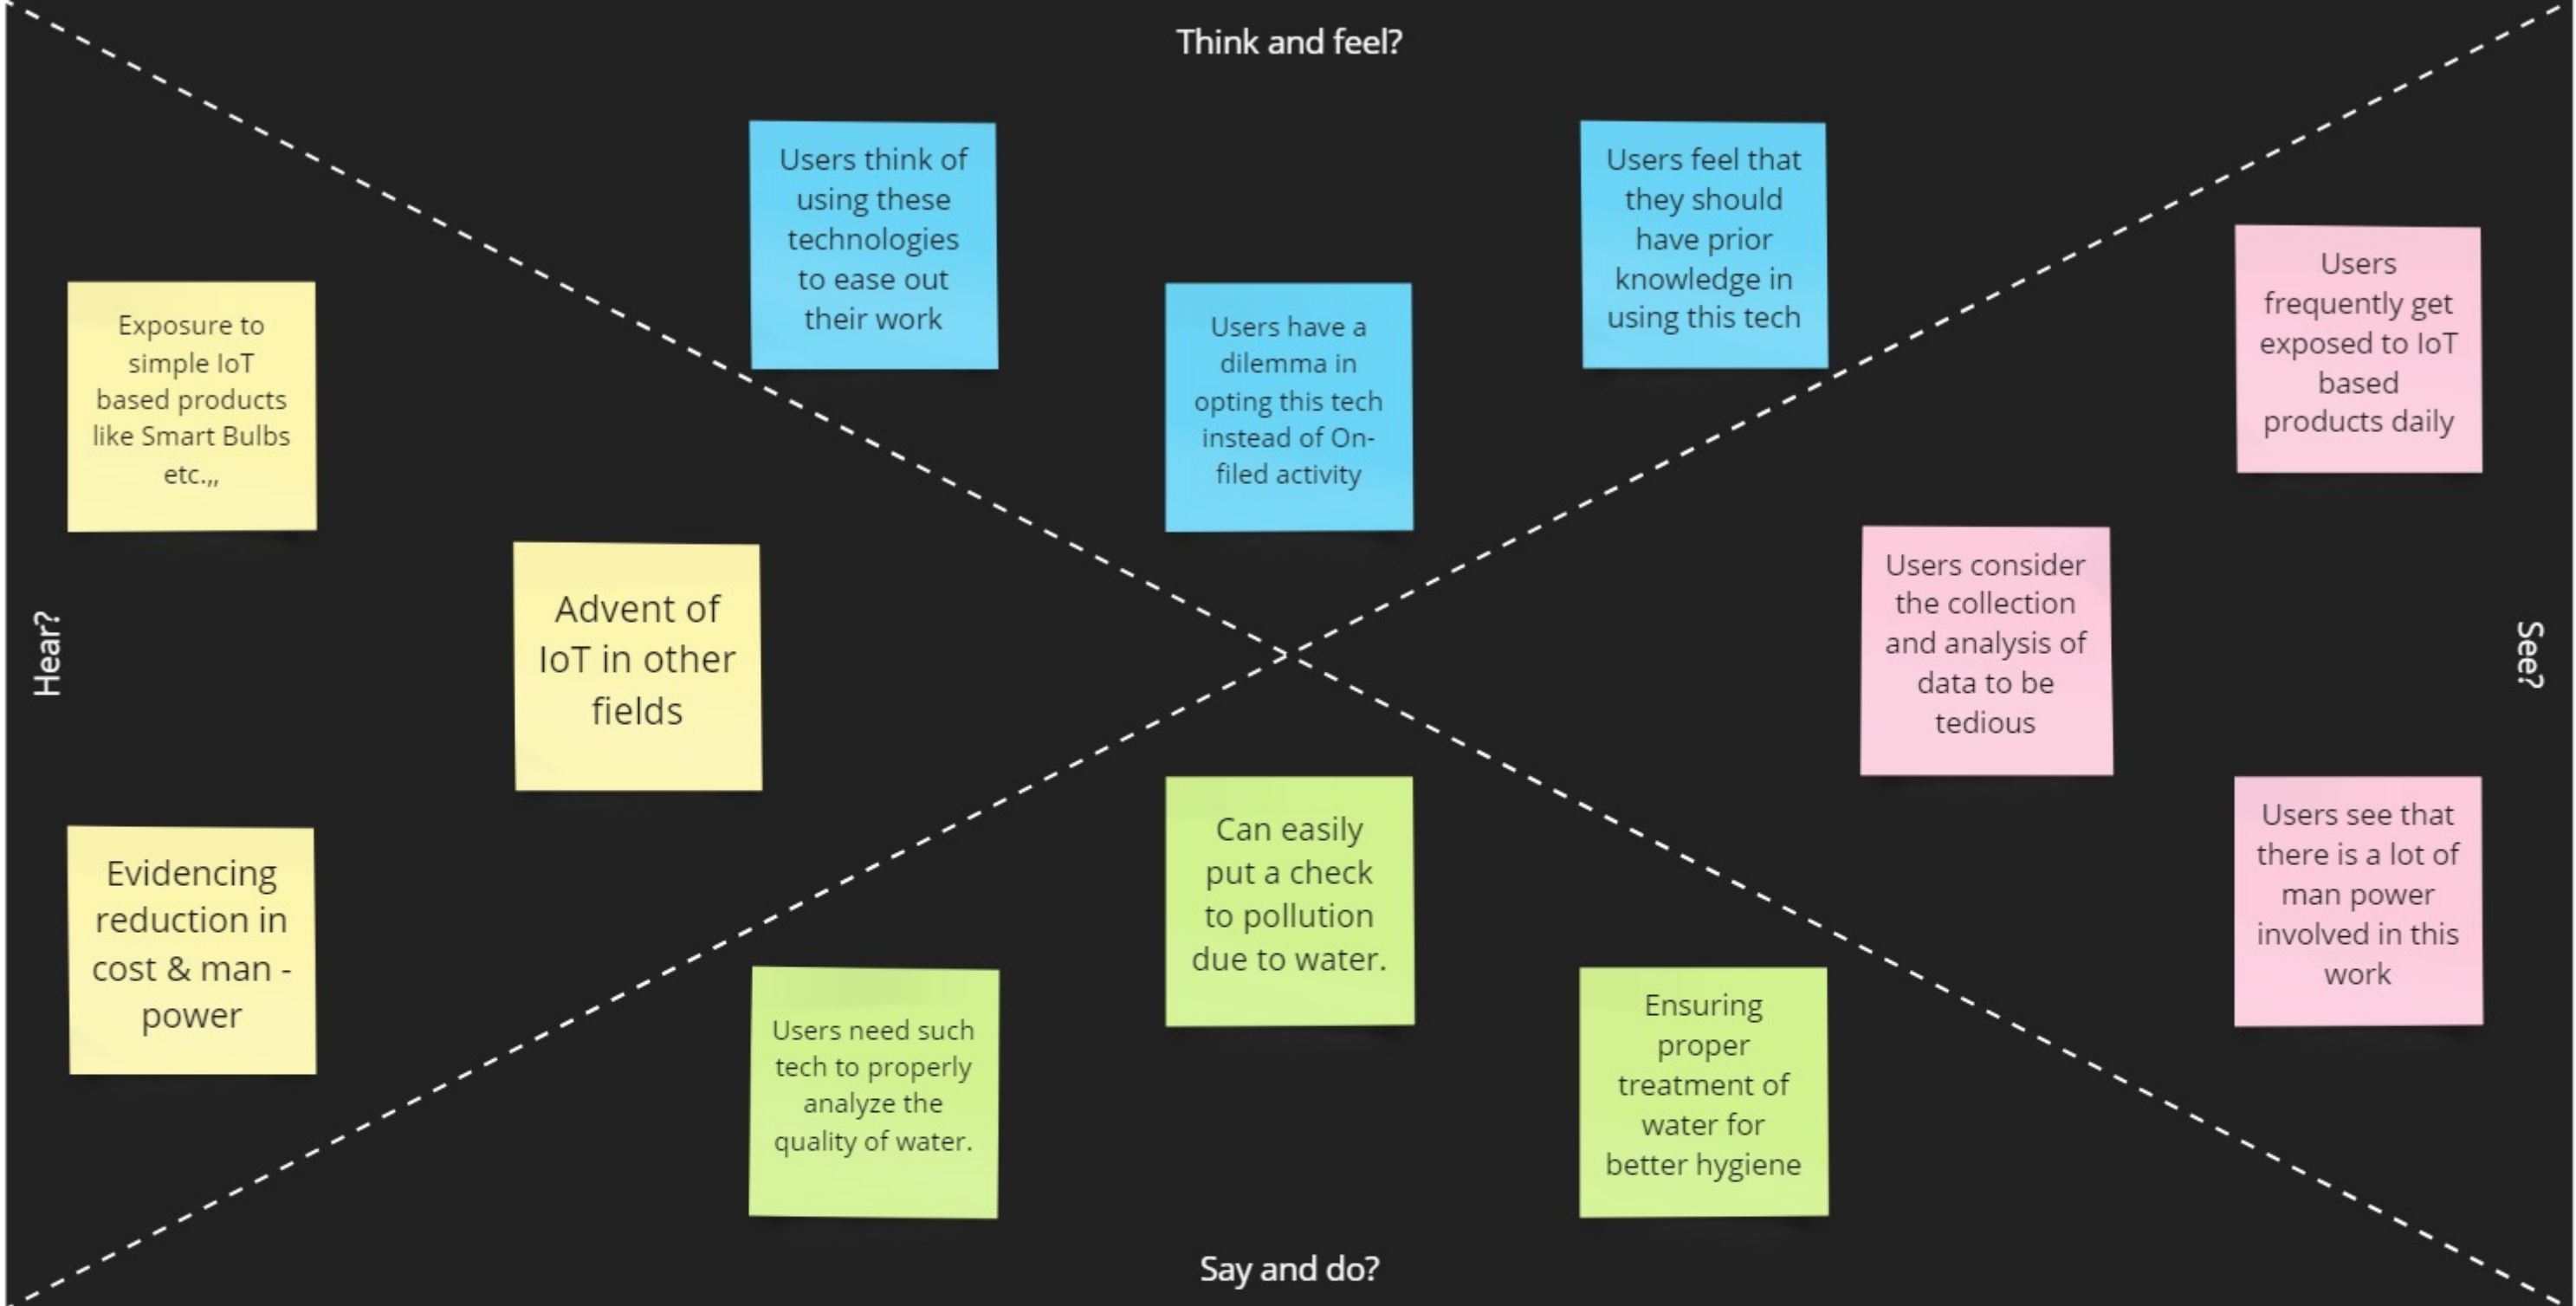 Think and feel?
Users think of
using these
technologies
to ease out
their work
Users have a
dilemma in
opting this tech
instead of On-
filed activity
Users feel that
they should
have prior
knowledge in
using this tech
Hear?
Exposure to
simple IoT
based products
like Smart Bulbs
etc.,,
Advent of
IoT in other
fields
Evidencing
reduction in
cost & man -
power
See?
Users
frequently get
exposed to IoT
based
products daily
Users consider
the collection
and analysis of
data to be
tedious
Users see that
there is a lot of
man power
involved in this
work
Can easily
put a check
to pollution
due to water.
Users need such
tech to properly
analyze the
quality of water.
Ensuring
proper
treatment of
water for
better hygiene
Say and do?